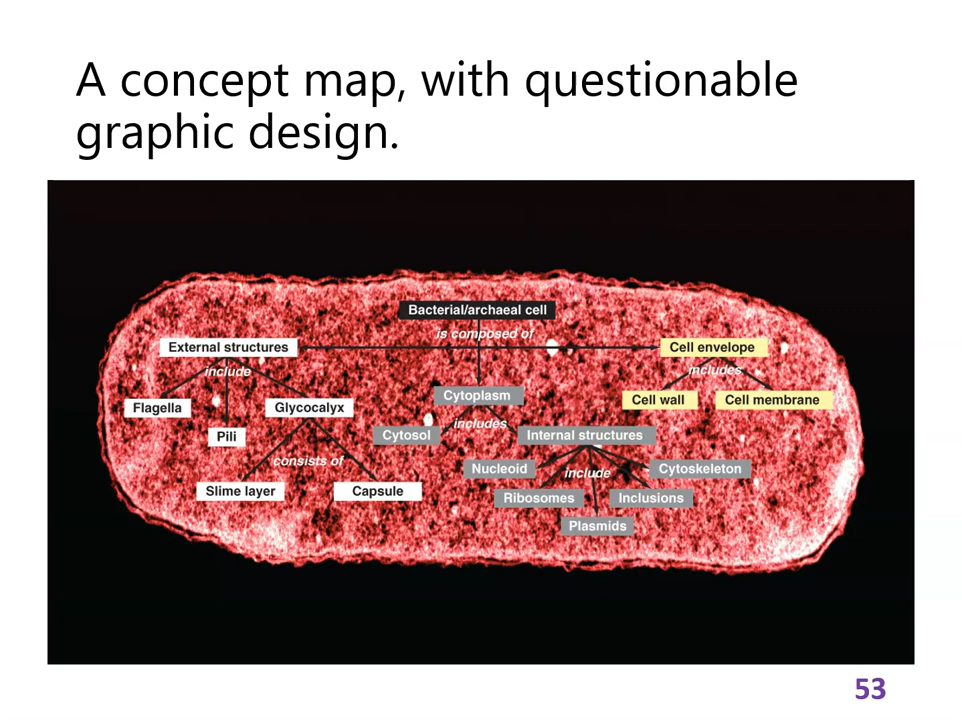 A concept map, with questionable
graphic design.
Bacterial/archaeal cell
is composed of
External structures
Cell envelope
include
includes
Flagella
Glycocalyx
Pili
consists of
Slime layer
Capsule
Cytoplasm
includes
Cytosol
Internal structures
include
Nucleoid
Cytoskeleton
Ribosomes
Inclusions
Plasmids
Cell wall
Cell membrane
53